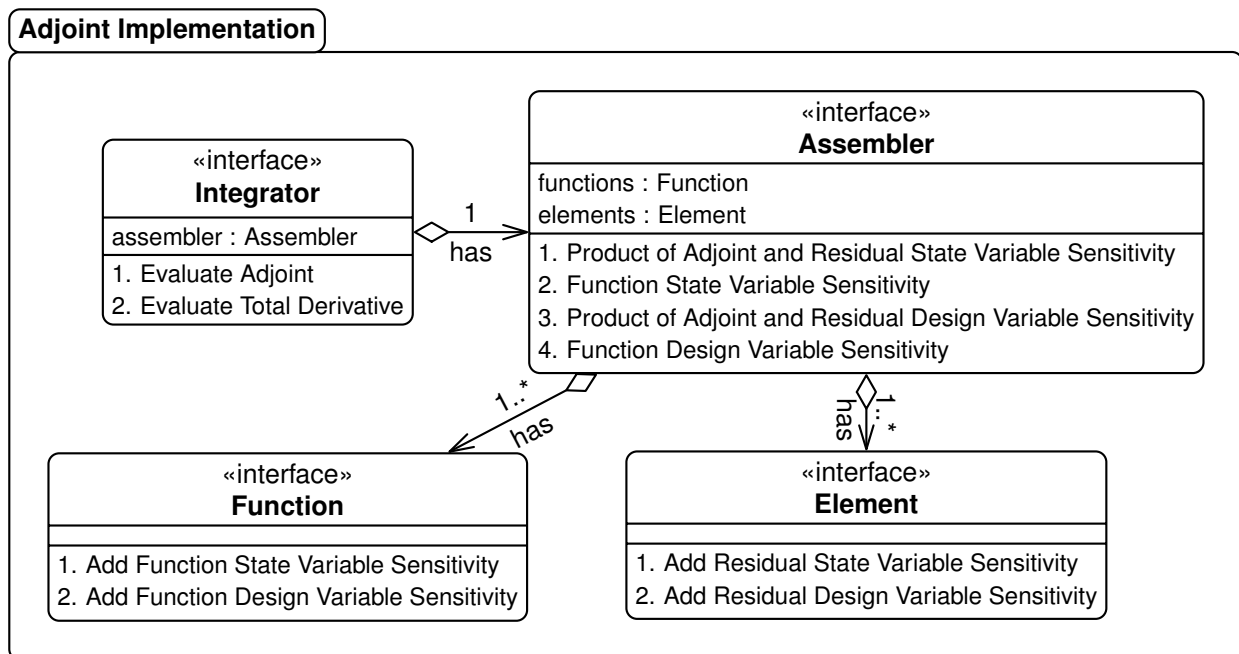 Adjoint Implementation
«interface»
Integrator
assembler : Assembler
1. Evaluate Adjoint
2. Evaluate Total Derivative
1
has
«interface»
Assembler
functions : Function
elements : Element
1. Product of Adjoint and Residual State Variable Sensitivity
2. Function State Variable Sensitivity
3. Product of Adjoint and Residual Design Variable Sensitivity
4. Function Design Variable Sensitivity
1..*
has
1..*
has
«interface»
Function
1. Add Function State Variable Sensitivity
2. Add Function Design Variable Sensitivity
«interface»
Element
1. Add Residual State Variable Sensitivity
2. Add Residual Design Variable Sensitivity